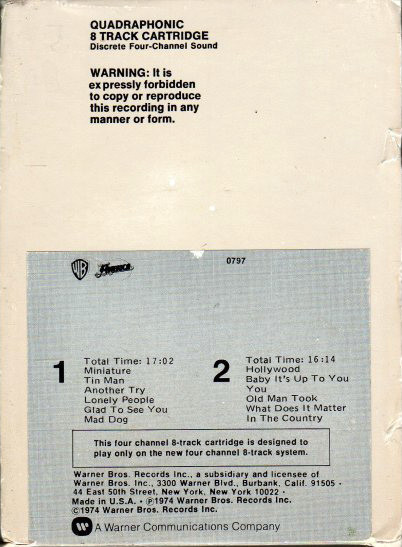 QUADRAPHONIC
8 TRACK CARTRIDGE
Discrete Four-Channel Sound
WARNING: It is
expressly forbidden
to copy or reproduce
this recording in any
manner or form.
WB America 0797
1 Total Time: 17:02
Miniature
Tin Man
Another Try
Lonely People
Glad To See You
Mad Dog
2 Total Time: 16:14
Hollywood
Baby It's Up To You
You
Old Man Took
What Does It Matter
In The Country
This four channel 8-track cartridge is designed to
play only on the new four channel 8-track system.
Warner Bros. Records Inc., a subsidiary and licensee of
Warner Bros. Inc., 3300 Warner Blvd., Burbank, Calif. 91505 •
44 East 50th Street, New York, New York 10022 •
Made in U.S.A. • ℗1974 Warner Bros. Records Inc.
©1974 Warner Bros. Records Inc.
A Warner Communications Company